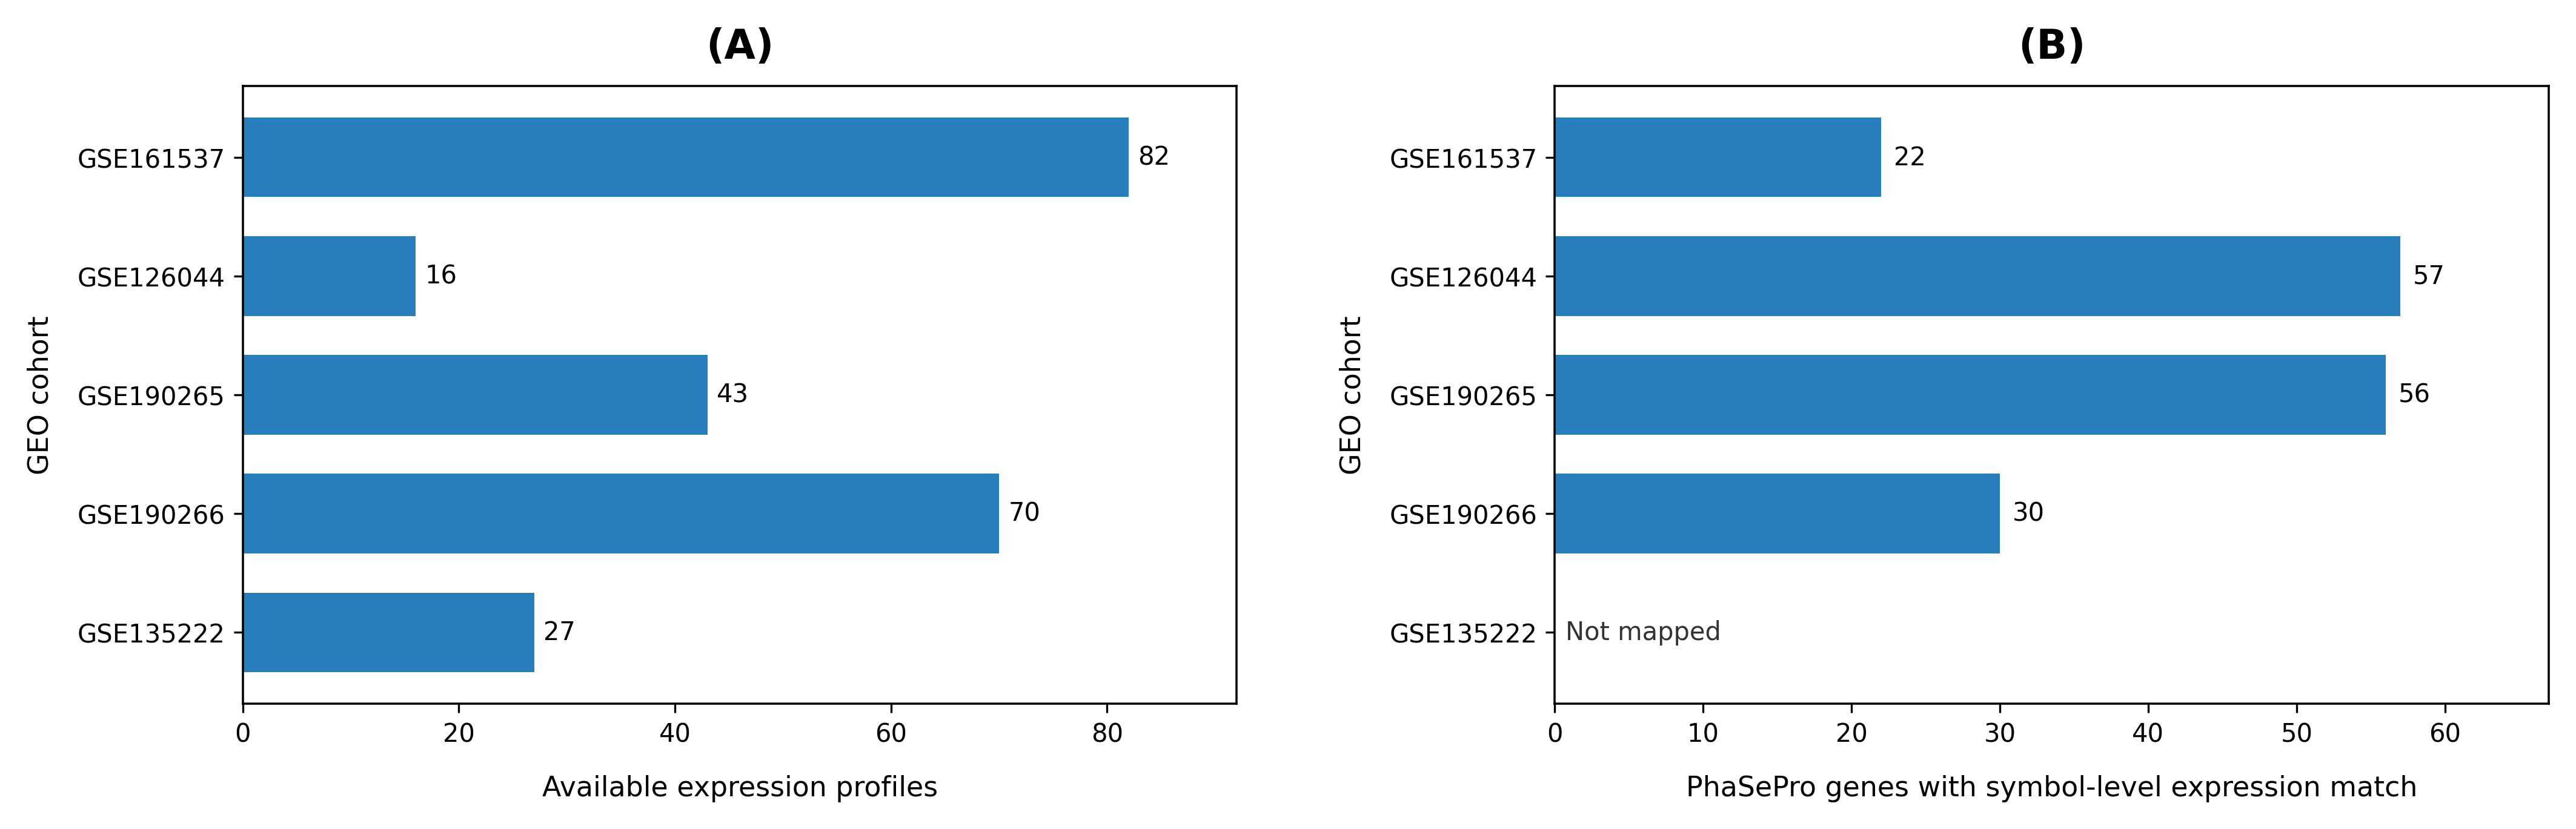 (A)
GEO cohort
GSE161537
82
GSE126044
16
GSE190265
43
GSE190266
70
GSE135222
27
0 20 40 60 80
Available expression profiles
(B)
GEO cohort
GSE161537
22
GSE126044
57
GSE190265
56
GSE190266
30
GSE135222
Not mapped
0 10 20 30 40 50 60
PhaSePro genes with symbol-level expression match